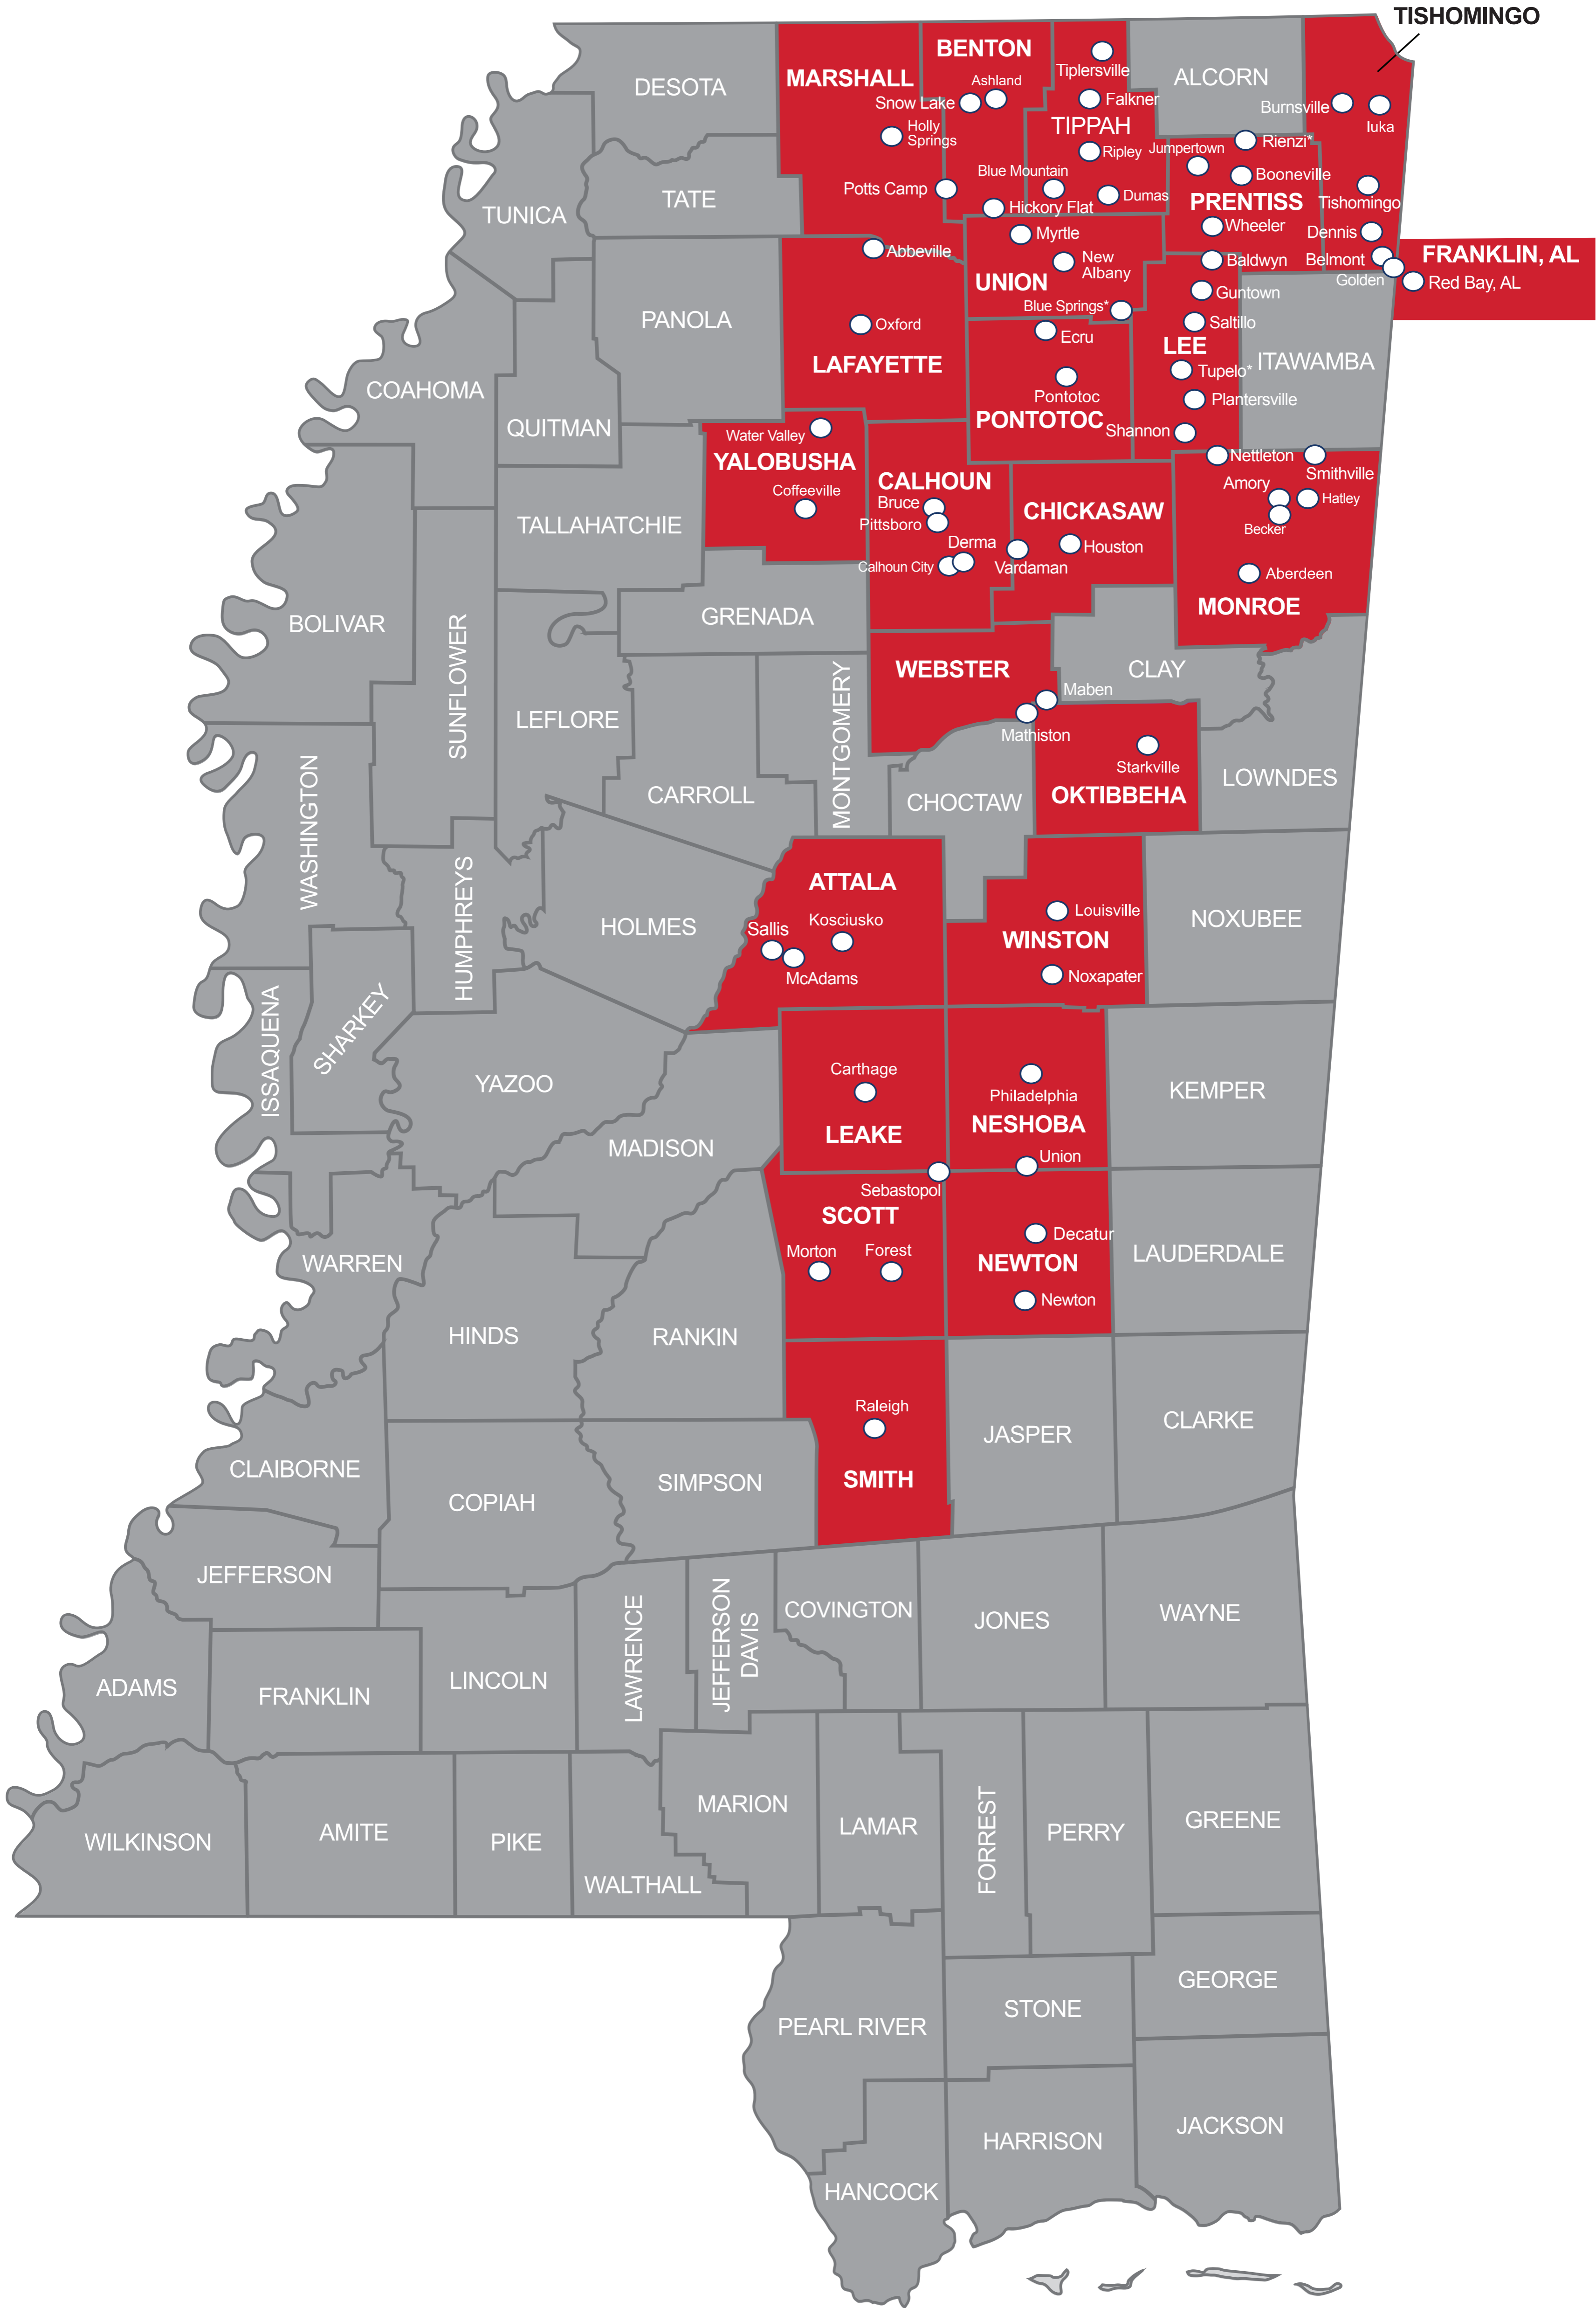 TISHOMINGO
BENTON
MARSHALL
DESOTA
Tiplersville
ALCORN
Ashland
Snow Lake
Falkner
Burnsville
Iuka
Holly
Springs
TIPPAH
Rienzi*
Ripley
Jumpertown
Blue Mountain
Booneville
Potts Camp
Dumas
TATE
TUNICA
PRENTISS
Tishomingo
Hickory Flat
Wheeler
Myrtle
Dennis
Abbeville
New
Albany
Baldwyn
Belmont
FRANKLIN, AL
Golden
Red Bay, AL
UNION
Guntown
Blue Springs*
PANOLA
Oxford
Saltillo
Ecru
LEE
ITAWAMBA
LAFAYETTE
Tupelo*
COAHOMA
Pontotoc
Plantersville
PONTOTOC
QUITMAN
Water Valley
Shannon
YALOBUSHA
Nettleton
Smithville
CALHOUN
Coffeeville
Amory
Hatley
Bruce
CHICKASAW
Pittsboro
TALLAHATCHIE
Becker
Derma
Houston
Calhoun City
Vardaman
Aberdeen
MONROE
GRENADA
BOLIVAR
SUNFLOWER
WEBSTER
CLAY
Maben
LEFLORE
MONTGOMERY
Mathiston
Starkville
LOWNDES
CARROLL
OKTIBBEHA
CHOCTAW
WASHINGTON
ATTALA
HUMPHREYS
Louisville
NOXUBEE
HOLMES
Kosciusko
Sallis
WINSTON
McAdams
Noxapater
SHARKEY
ISSAQUENA
YAZOO
Carthage
Philadelphia
KEMPER
LEAKE
NESHOBA
MADISON
Union
Sebastopol
SCOTT
Decatur
LAUDERDALE
WARREN
Morton
Forest
NEWTON
Newton
HINDS
RANKIN
Raleigh
JASPER
CLARKE
CLAIBORNE
SIMPSON
SMITH
COPIAH
JEFFERSON
LAWRENCE
JEFFERSON
DAVIS
COVINGTON
JONES
WAYNE
ADAMS
FRANKLIN
LINCOLN
MARION
WILKINSON
AMITE
PIKE
LAMAR
FORREST
PERRY
GREENE
WALTHALL
GEORGE
STONE
PEARL RIVER
JACKSON
HARRISON
HANCOCK